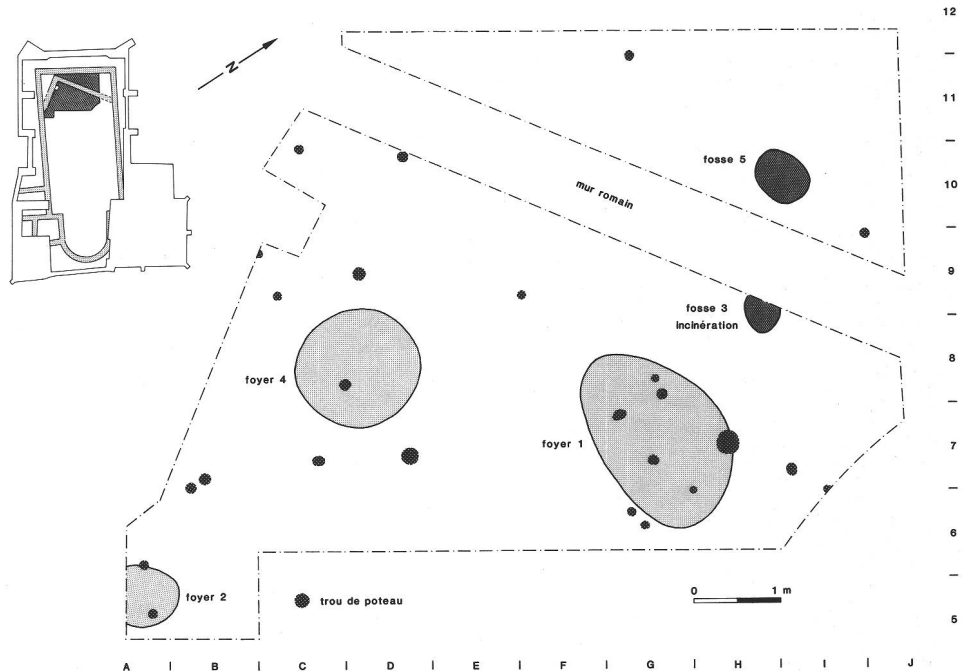 12
N
11
fosse 5
10
mur romain
9
fosse 3
incinération
8
foyer 4
foyer 1
7
6
foyer 2
trou de poteau
0 1 m
5
A B C D E F G H I J